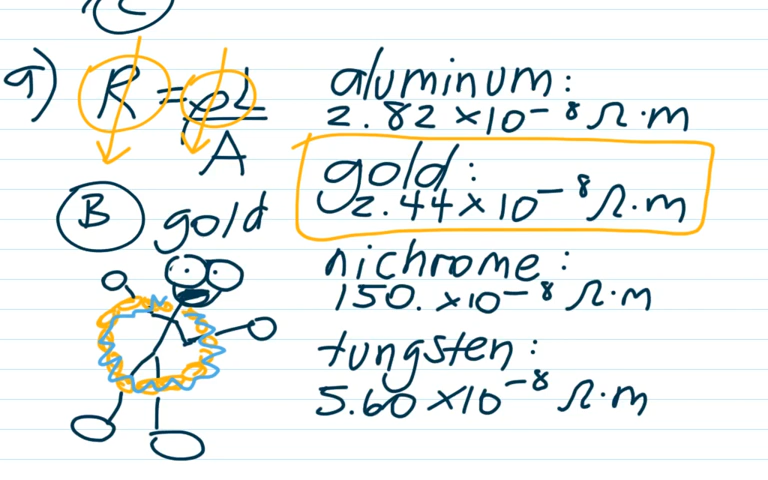 C
9) R = ρL
A
B gold
aluminum:
2.82 ×10⁻⁸ Ω·m
gold:
2.44 × 10⁻⁸ Ω·m
nichrome:
150. ×10⁻⁸ Ω·m
tungsten:
5.60 ×10⁻⁸ Ω·m